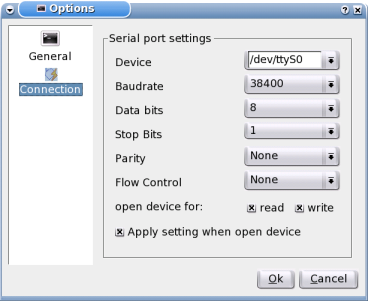 Options
General
Connection
Serial port settings
Device /dev/ttyS0
Baudrate 38400
Data bits 8
Stop Bits 1
Parity None
Flow Control None
open device for: read write
Apply setting when open device
Ok Cancel